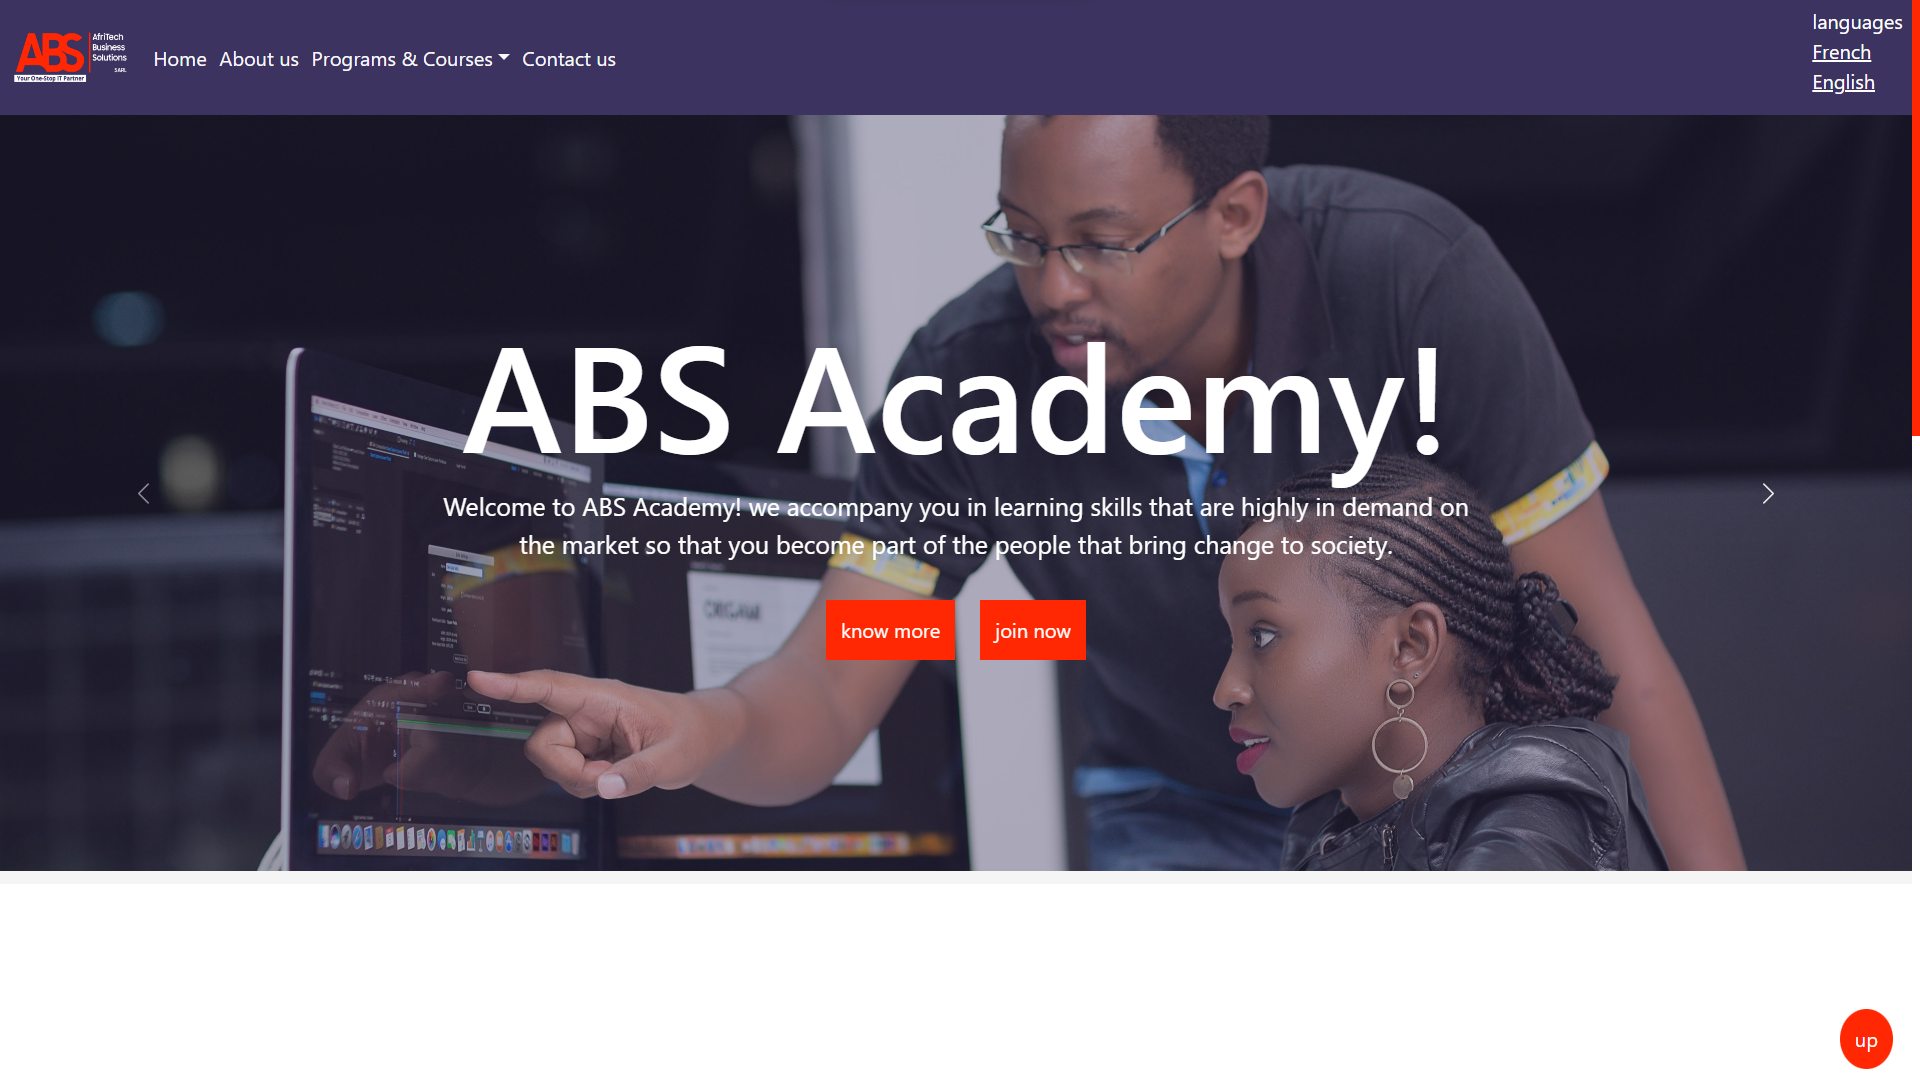 ABS
AfriTech
Business
Solutions
SARL
Your One-Stop IT Partner
Home
About us
Programs & Courses
Contact us
languages
French
English
ABS Academy!
Welcome to ABS Academy! we accompany you in learning skills that are highly in demand on
the market so that you become part of the people that bring change to society.
know more
join now
up